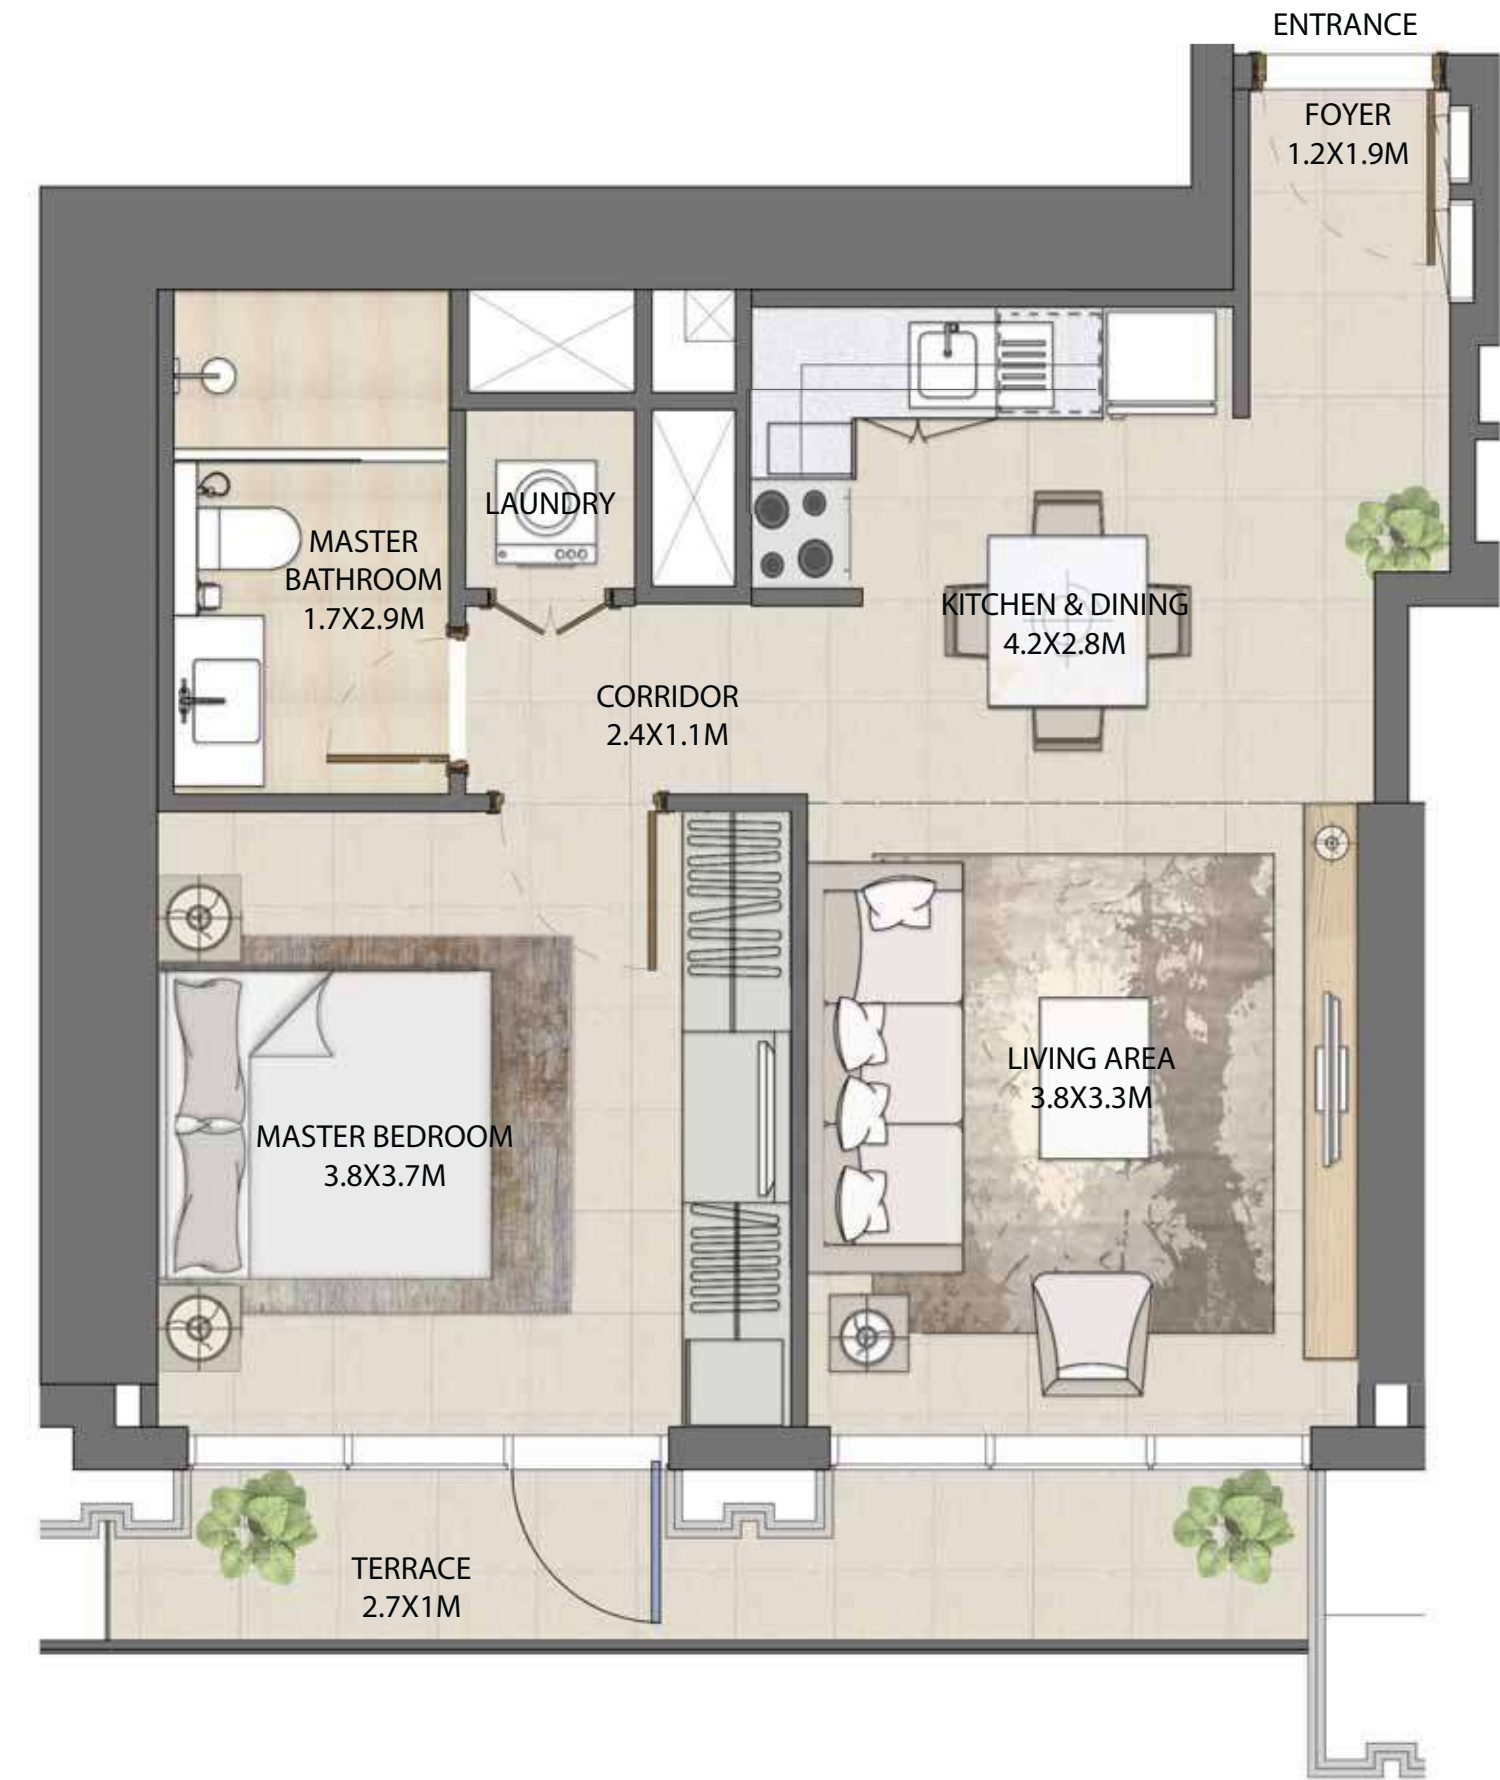 ENTRANCE
FOYER
1.2X1.9M
LAUNDRY
MASTER
BATHROOM
1.7X2.9M
KITCHEN & DINING
4.2X2.8M
CORRIDOR
2.4X1.1M
LIVING AREA
3.8X3.3M
MASTER BEDROOM
3.8X3.7M
TERRACE
2.7X1M